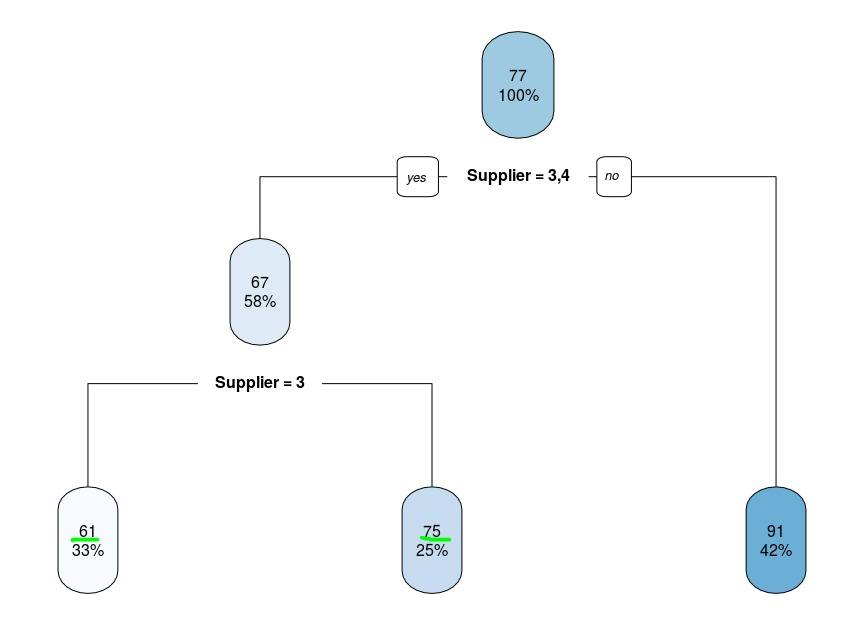 77
100%
yes
Supplier = 3,4
no
67
58%
Supplier = 3
61
33%
75
25%
91
42%